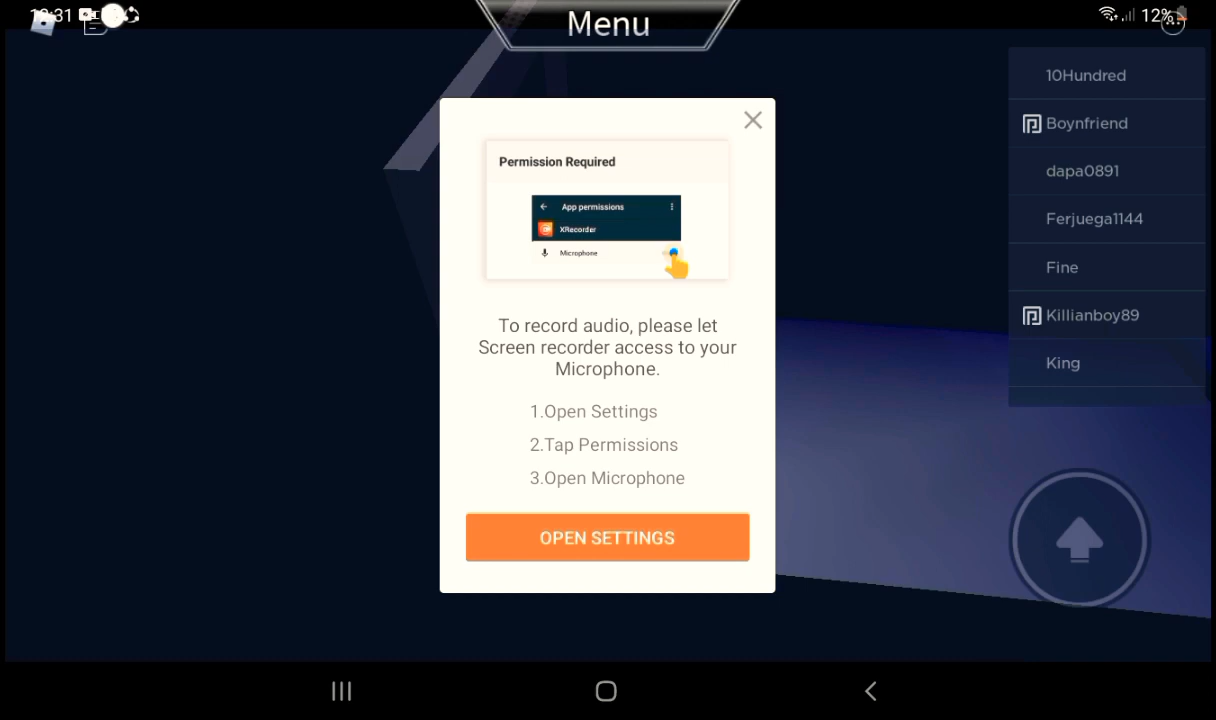 Menu
12%
10Hundred
Boynfriend
dapa0891
Ferjuega1144
Fine
Killianboy89
King
Permission Required
App permissions
XRecorder
Microphone
To record audio, please let
Screen recorder access to your
Microphone.
1.Open Settings
2.Tap Permissions
3.Open Microphone
OPEN SETTINGS